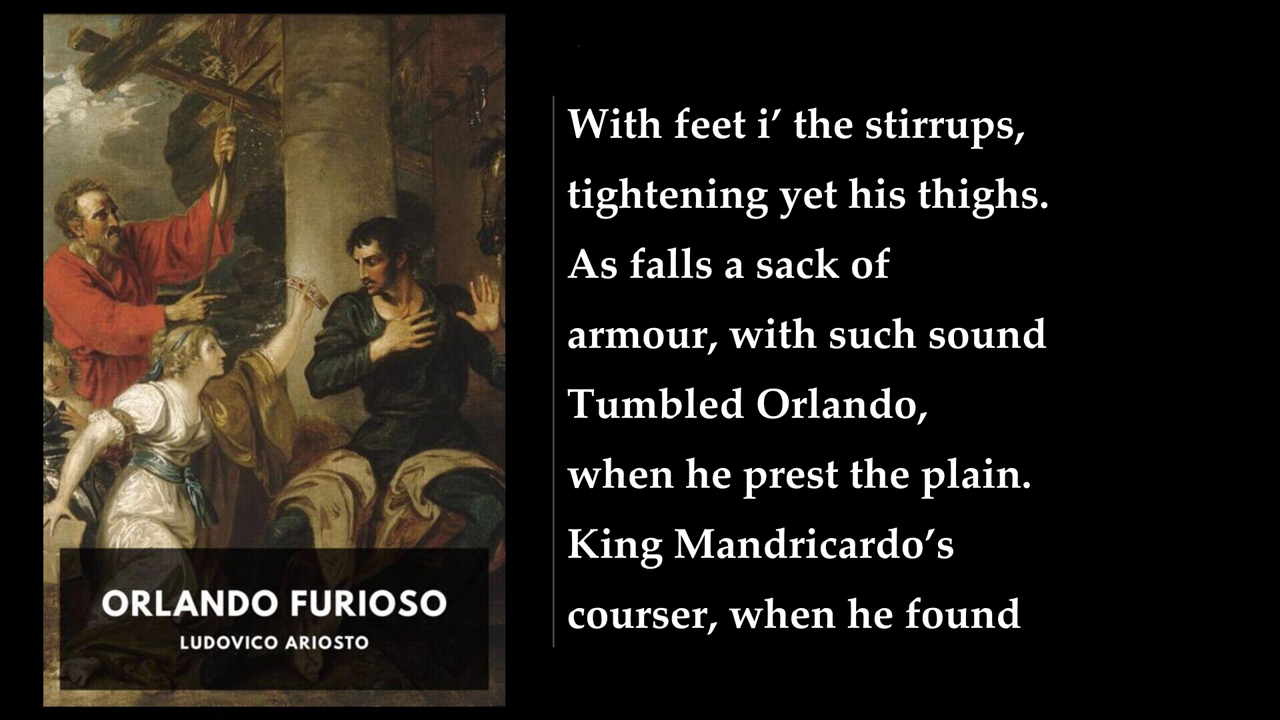 With feet i’ the stirrups,
tightening yet his thighs.
As falls a sack of
armour, with such sound
Tumbled Orlando,
when he prest the plain.
King Mandricardo’s
courser, when he found
ORLANDO FURIOSO
LUDOVICO ARIOSTO